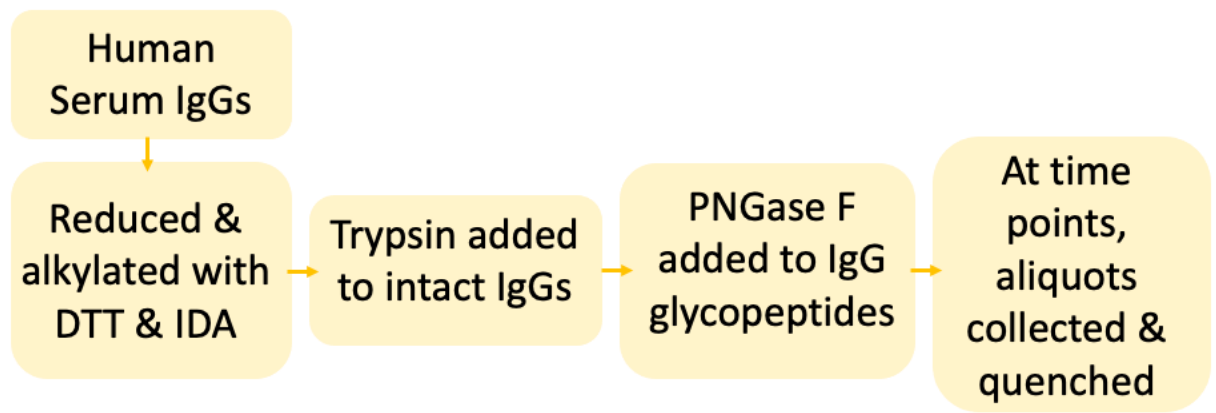 Human
Serum IgGs
Reduced &
alkylated with
DTT & IDA
Trypsin added
to intact IgGs
PNGase F
added to IgG
glycopeptides
At time
points,
aliquots
collected &
quenched